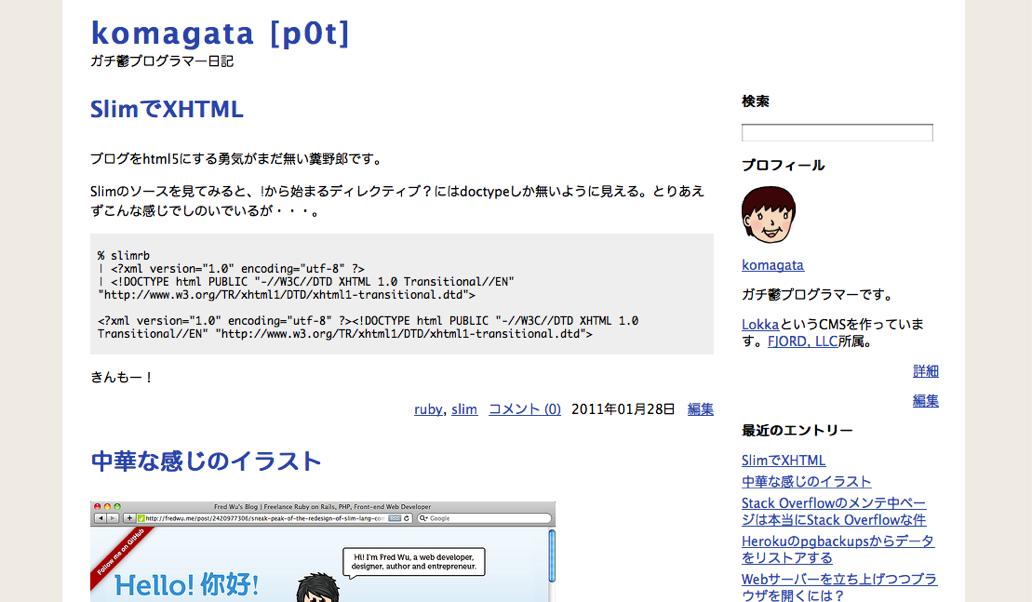 komagata [p0t]
ガチ鬱プログラマー日記
SlimでXHTML
ブログをhtml5にする勇気がまだ無い糞野郎です。
Slimのソースを見てみると、!から始まるディレクティブ？にはdoctypeしか無いように見える。とりあえ
ずこんな感じでしのいでいるが・・・。
% slimrb
| <?xml version="1.0" encoding="utf-8" ?>
| <!DOCTYPE html PUBLIC "-//W3C//DTD XHTML 1.0 Transitional//EN"
"http://www.w3.org/TR/xhtml1/DTD/xhtml1-transitional.dtd">
<?xml version="1.0" encoding="utf-8" ?><!DOCTYPE html PUBLIC "-//W3C//DTD XHTML 1.0
Transitional//EN" "http://www.w3.org/TR/xhtml1/DTD/xhtml1-transitional.dtd">
きんもー！
ruby, slim コメント (0) 2011年01月28日 編集
中華な感じのイラスト
Fred Wu's Blog | Freelance Ruby on Rails, PHP, Front-end Web Developer
http://fredwu.me/post/2420977306/sneak-peak-of-the-redesign-of-slim-lang-co
Google
Follow me on GitHub
Hi! I'm Fred Wu, a web developer,
designer, author and entrepreneur.
Hello! 你好!
検索
プロフィール
komagata
ガチ鬱プログラマーです。
LokkaというCMSを作っていま
す。FJORD, LLC所属。
詳細
編集
最近のエントリー
SlimでXHTML
中華な感じのイラスト
Stack Overflowのメンテ中ペー
ジは本当にStack Overflowな件
Herokuのpgbackupsからデータ
をリストアする
Webサーバーを立ち上げつつブラ
ウザを開くには？